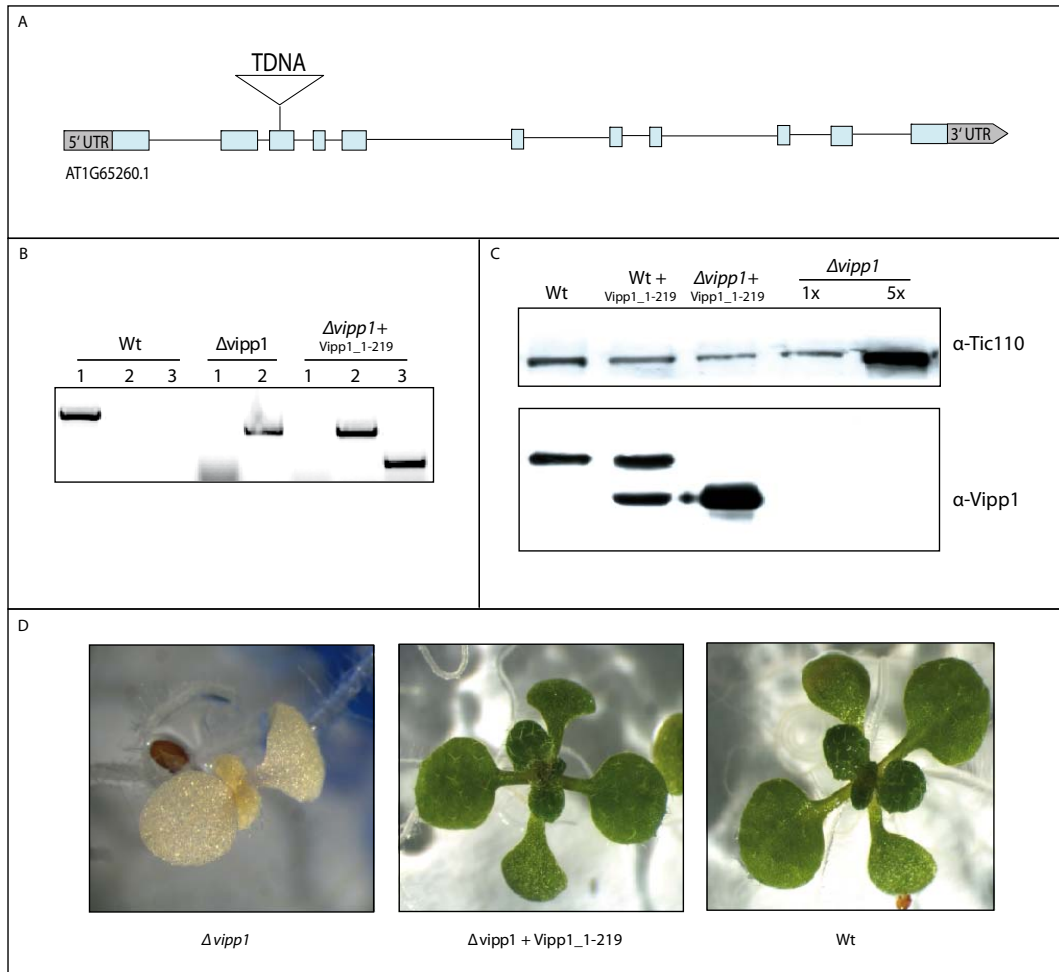 A
TDNA
5' UTR
3' UTR
AT1G65260.1
B
Wt
Δvipp1
Δvipp1+
Vipp1_1-219
1 2 3 1 2 1 2 3
C
Wt
Wt +
Vipp1_1-219
Δvipp1+
Vipp1_1-219
Δvipp1
1x 5x
α-Tic110
α-Vipp1
D
Δvipp1
Δvipp1 + Vipp1_1-219
Wt